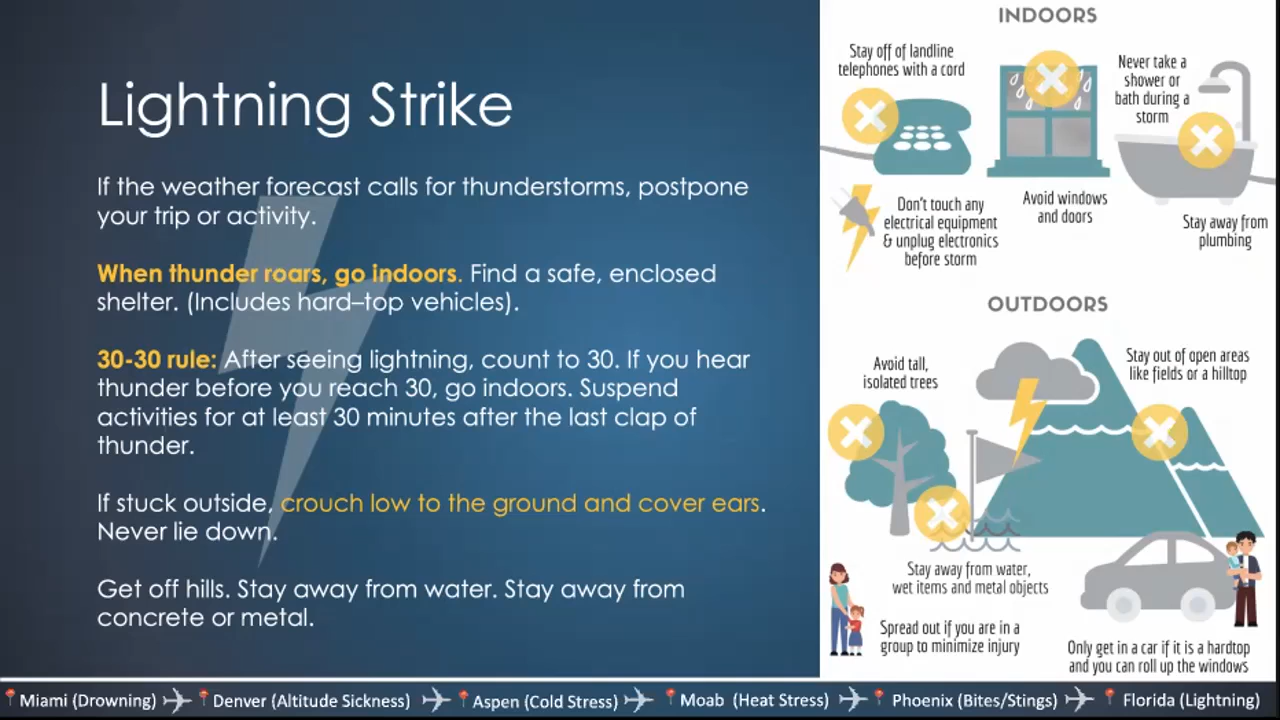 Lightning Strike
If the weather forecast calls for thunderstorms, postpone
your trip or activity.
When thunder roars, go indoors. Find a safe, enclosed
shelter. (Includes hard–top vehicles).
30-30 rule: After seeing lightning, count to 30. If you hear
thunder before you reach 30, go indoors. Suspend
activities for at least 30 minutes after the last clap of
thunder.
If stuck outside, crouch low to the ground and cover ears.
Never lie down.
Get off hills. Stay away from water. Stay away from
concrete or metal.
INDOORS
Stay off of landline
telephones with a cord
Never take a
shower or
bath during a
storm
Don't touch any
electrical equipment
& unplug electronics
before storm
Avoid windows
and doors
Stay away from
plumbing
OUTDOORS
Avoid tall,
isolated trees
Stay out of open areas
like fields or a hilltop
Stay away from water,
wet items and metal objects
Spread out if you are in a
group to minimize injury
Only get in a car if it is a hardtop
and you can roll up the windows
Miami (Drowning) Denver (Altitude Sickness) Aspen (Cold Stress) Moab (Heat Stress) Phoenix (Bites/Stings) Florida (Lightning)